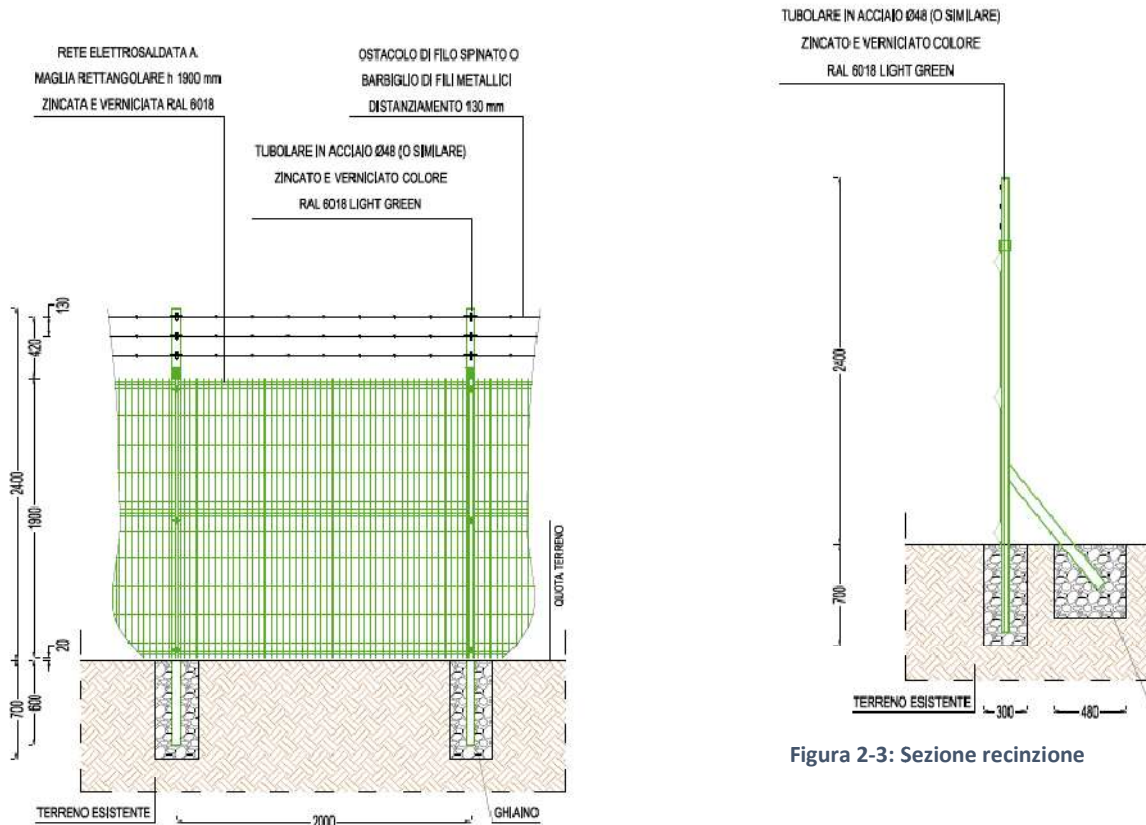 RETE ELETTROSALDATA A
MAGLIA RETTANGOLARE h 1900 mm
ZINCATA E VERNICIATA RAL 6018
OSTACOLO DI FILO SPINATO O
BARBIGLIO DI FILI METALLICI
DISTANZIAMENTO 130 mm
TUBOLARE IN ACCIAIO Ø48 (O SIMILARE)
ZINCATO E VERNICIATO COLORE
RAL 6018 LIGHT GREEN
130
420
2400
1900
20
700
600
QUOTA TERRENO
TERRENO ESISTENTE
2000
GHIAINO
TUBOLARE IN ACCIAIO Ø48 (O SIMILARE)
ZINCATO E VERNICIATO COLORE
RAL 6018 LIGHT GREEN
2400
700
TERRENO ESISTENTE
300
480
Figura 2-3: Sezione recinzione